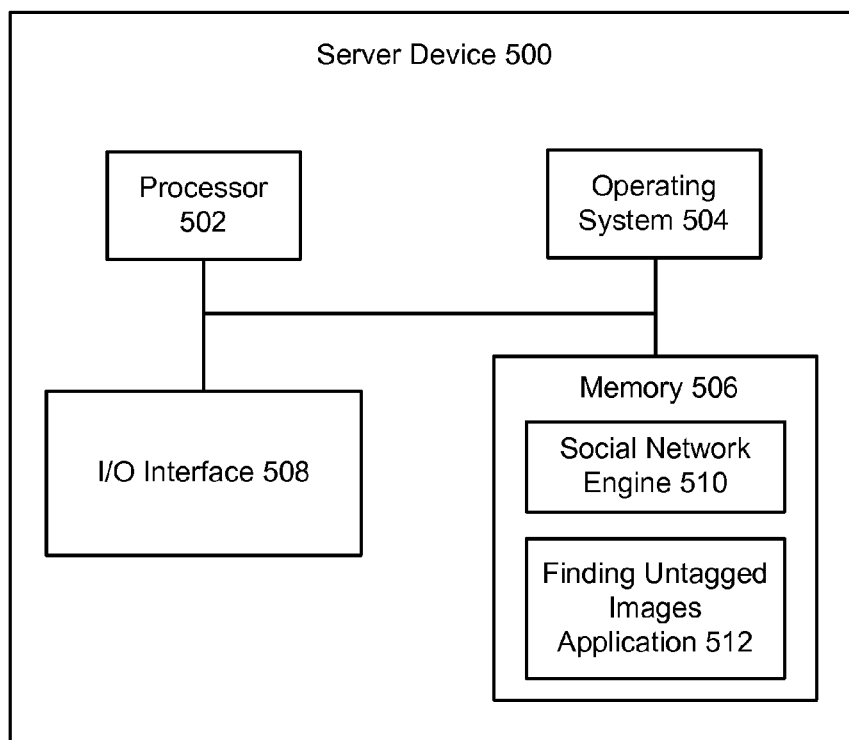 Server Device 500
Processor
502
Operating
System 504
I/O Interface 508
Memory 506
Social Network
Engine 510
Finding Untagged
Images
Application 512